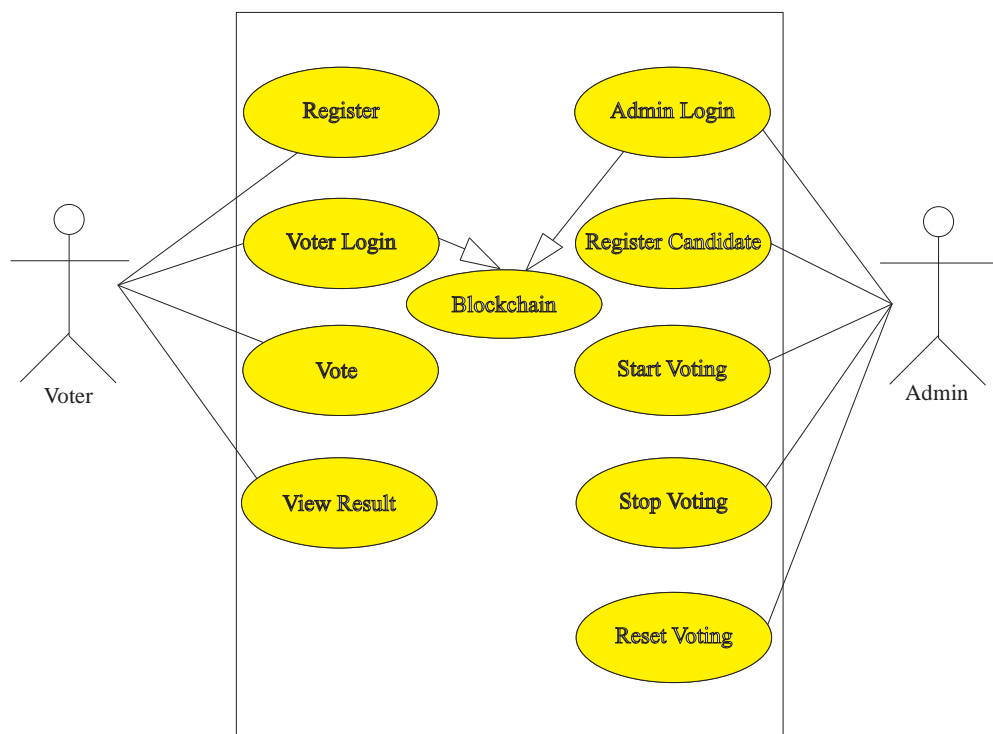 Register
Admin Login
Voter Login
Register Candidate
Blockchain
Vote
Start Voting
Voter
Admin
View Result
Stop Voting
Reset Voting